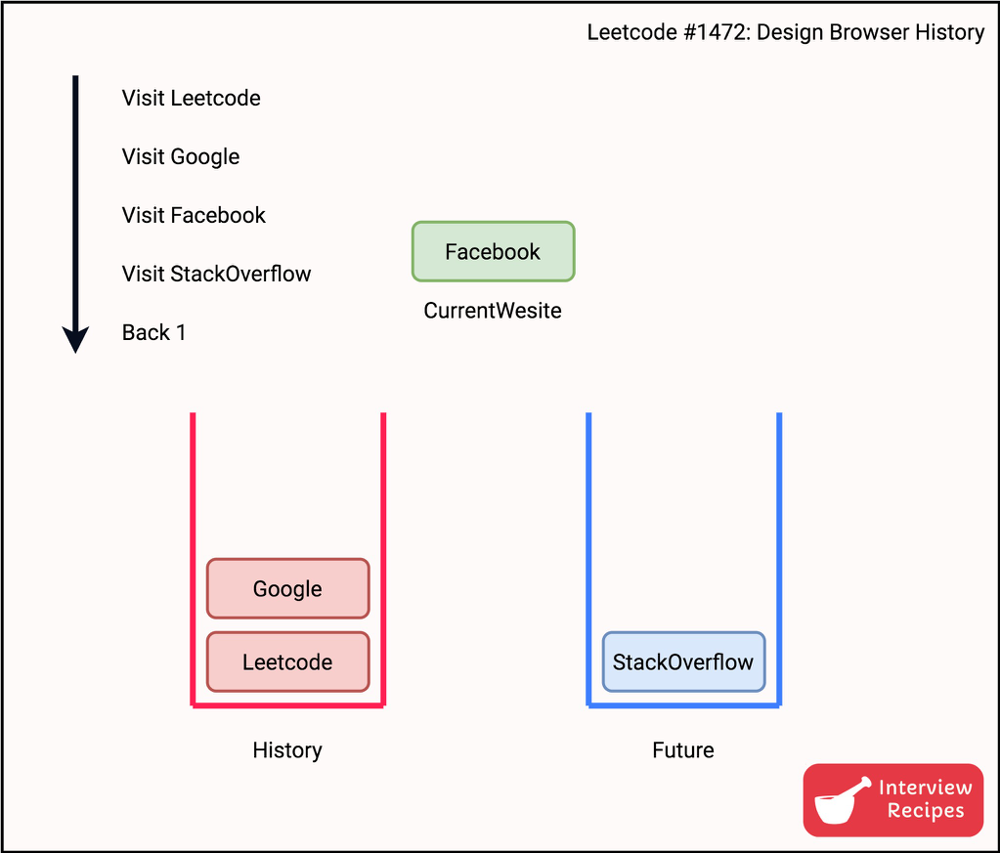 Leetcode #1472: Design Browser History
Visit Leetcode
Visit Google
Visit Facebook
Visit StackOverflow
Back 1
Facebook
CurrentWesite
Google
Leetcode
History
StackOverflow
Future
Interview
Recipes